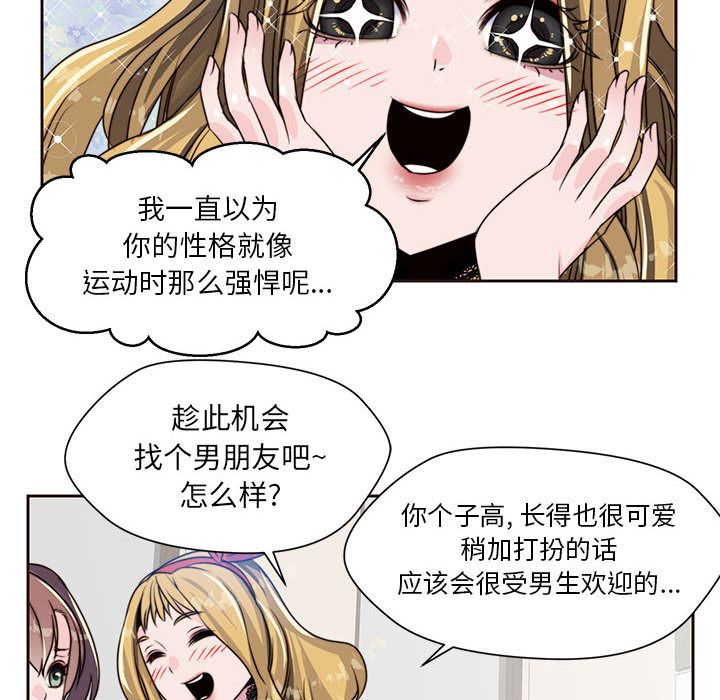 我一直以为
你的性格就像
运动时那么强悍呢...
趁此机会
找个男朋友吧~
怎么样?
你个子高, 长得也很可爱
稍加打扮的话
应该会很受男生欢迎的...